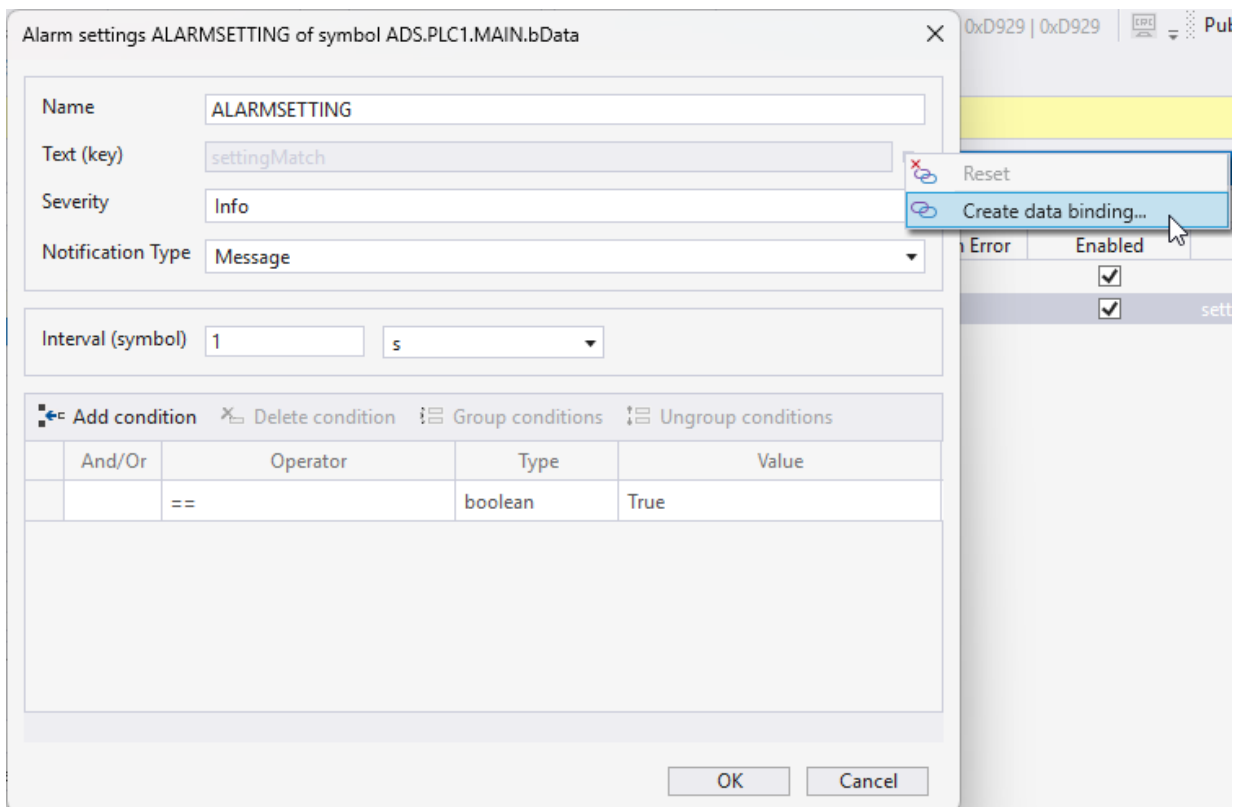 Alarm settings ALARMSETTING of symbol ADS.PLC1.MAIN.bData
0xD929 | 0xD929
Name
ALARMSETTING
Text (key)
settingMatch
Reset
Severity
Info
Create data binding...
Notification Type
Message
Error
Enabled
Interval (symbol)
1
s
Add condition
Delete condition
Group conditions
Ungroup conditions
And/Or
Operator
Type
Value
==
boolean
True
OK
Cancel